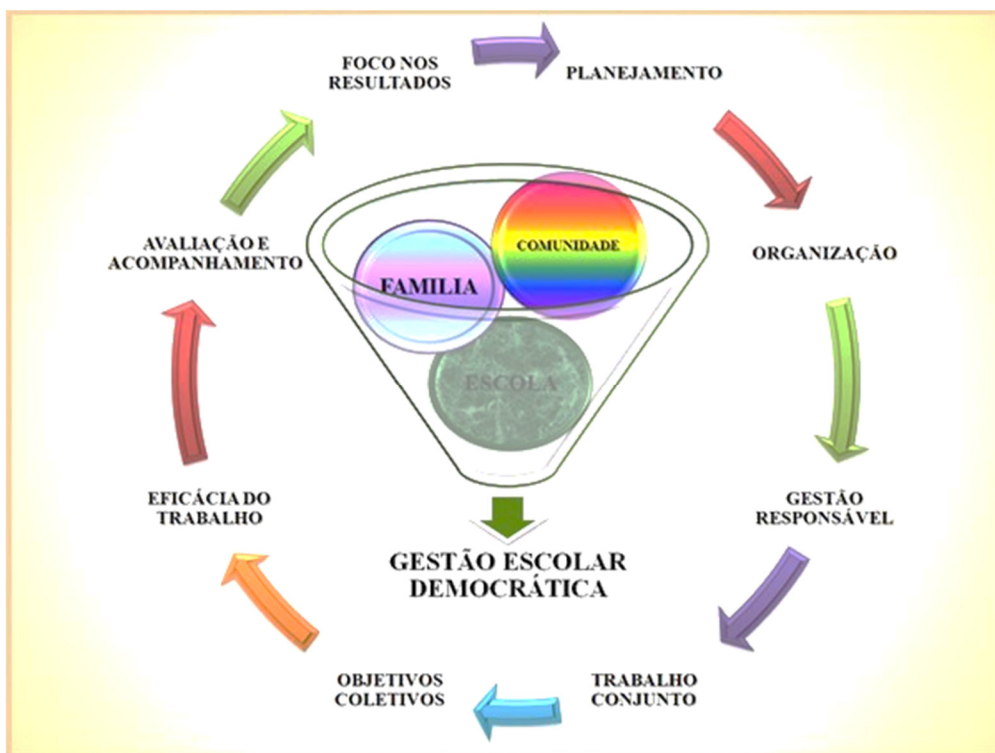 FOCO NOS
RESULTADOS
PLANEJAMENTO
ORGANIZAÇÃO
GESTÃO
RESPONSÁVEL
TRABALHO
CONJUNTO
OBJETIVOS
COLETIVOS
EFICÁCIA DO
TRABALHO
AVALIAÇÃO E
ACOMPANHAMENTO
COMUNIDADE
FAMILIA
ESCOLA
GESTÃO ESCOLAR
DEMOCRÁTICA